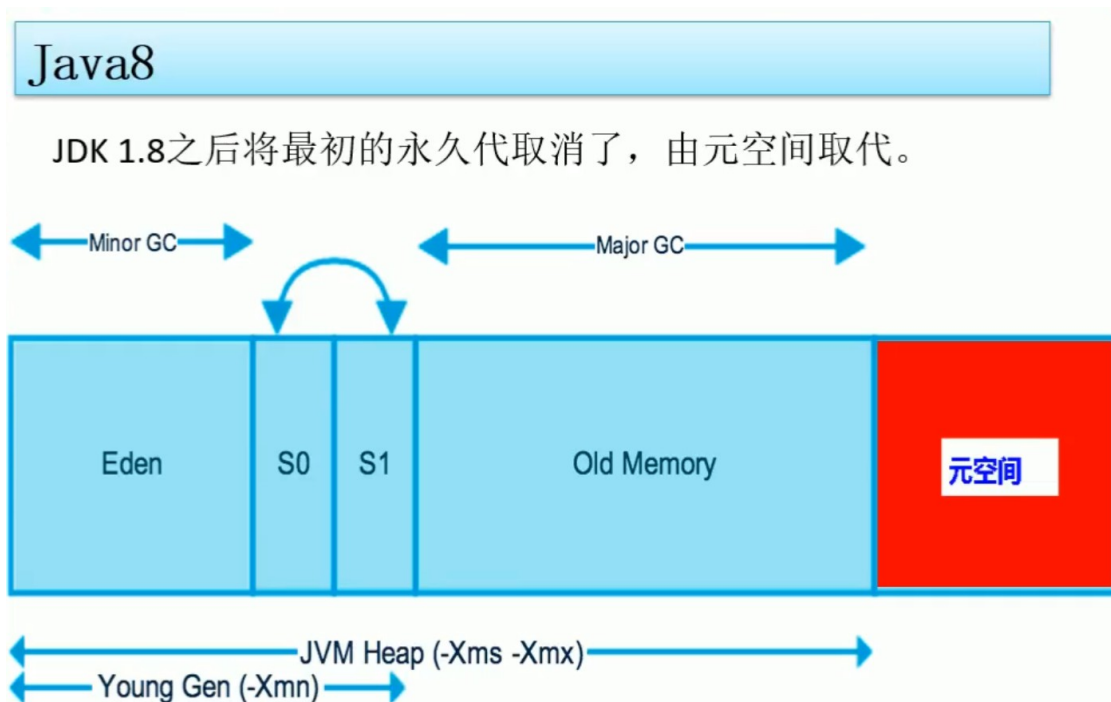 Java8
JDK 1.8之后将最初的永久代取消了，由元空间取代。
Minor GC
Major GC
Eden
S0
S1
Old Memory
元空间
JVM Heap (-Xms -Xmx)
Young Gen (-Xmn)